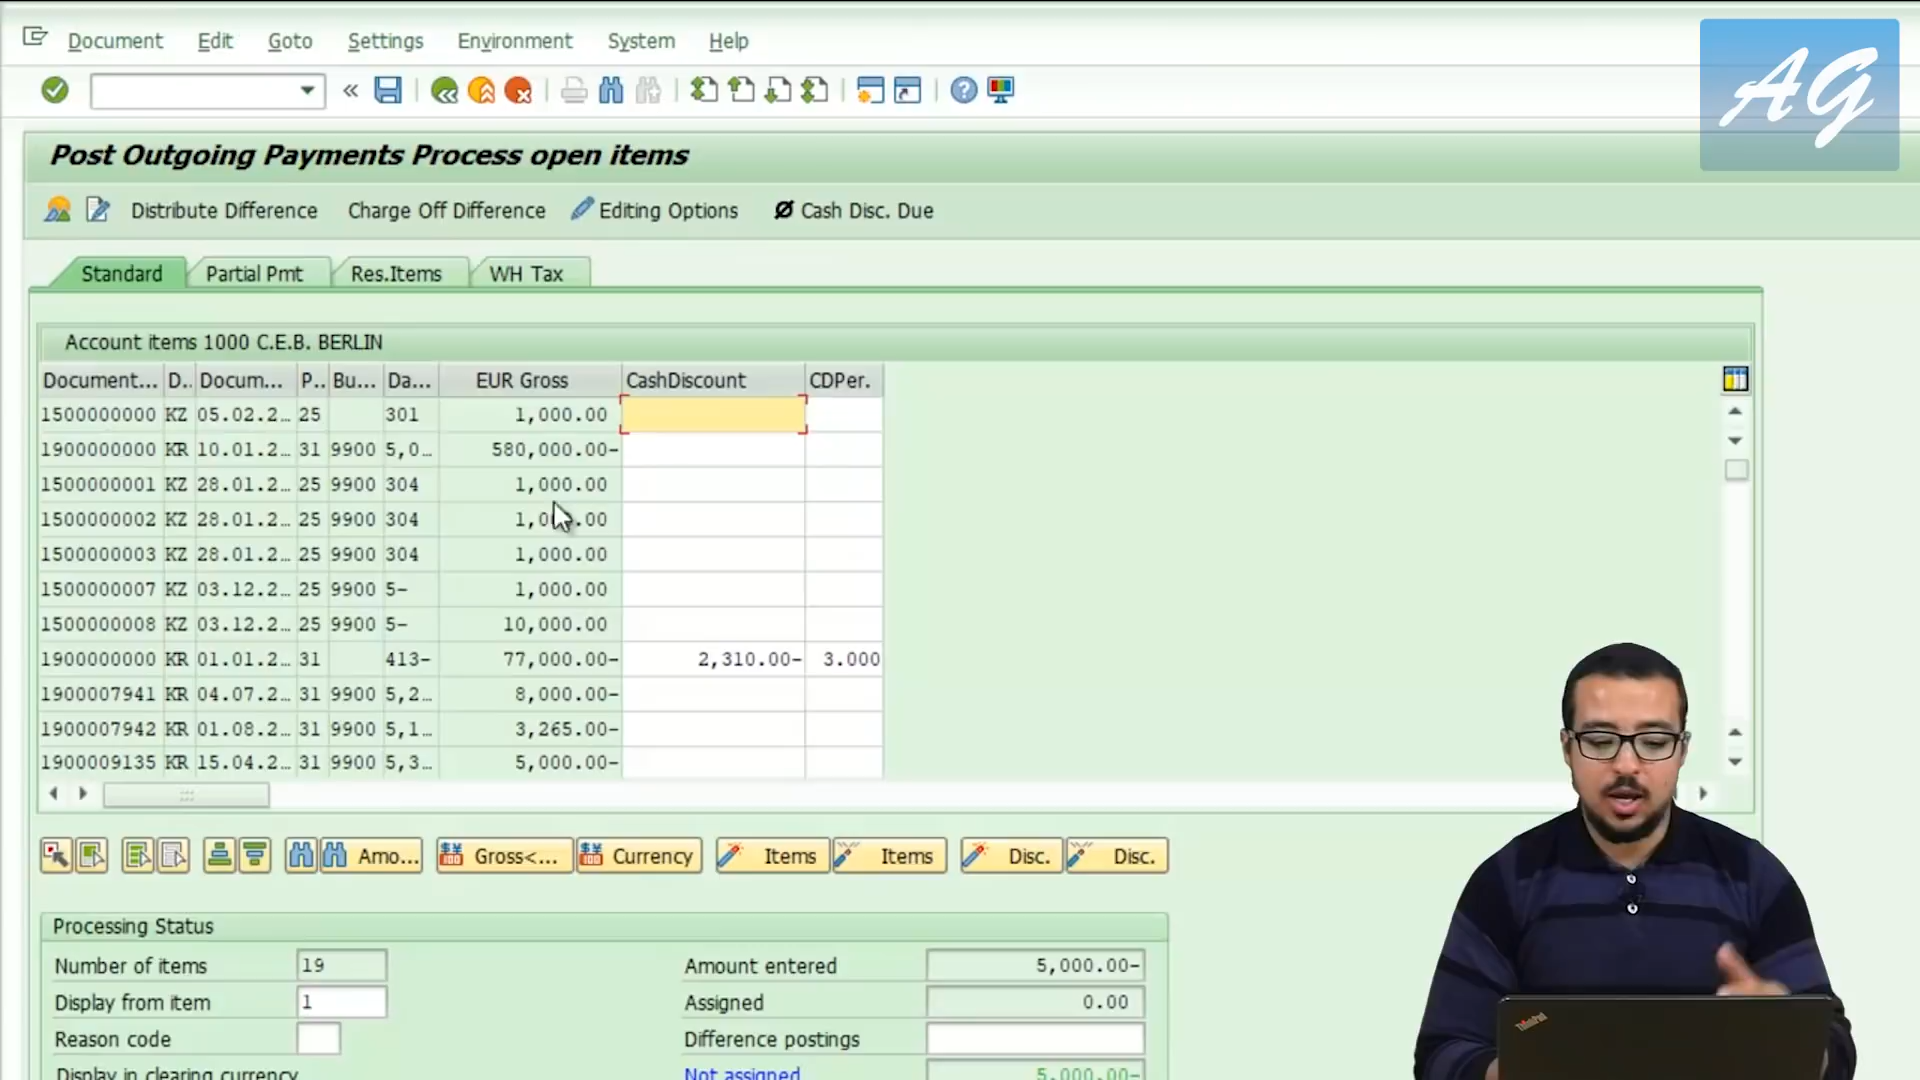 Document Edit Goto Settings Environment System Help
AG
Post Outgoing Payments Process open items
Distribute Difference Charge Off Difference Editing Options Cash Disc. Due
Standard Partial Pmt Res.Items WH Tax
Account items 1000 C.E.B. BERLIN
Document... D.. Docum... P.. Bu... Da... EUR Gross CashDiscount CDPer.
1500000000 KZ 05.02.2... 25 301 1,000.00
1900000000 KR 10.01.2... 31 9900 5,0... 580,000.00-
1500000001 KZ 28.01.2... 25 9900 304 1,000.00
1500000002 KZ 28.01.2... 25 9900 304
1500000003 KZ 28.01.2... 25 9900 304 1,000.00
1500000007 KZ 03.12.2... 25 9900 5- 1,000.00
1500000008 KZ 03.12.2... 25 9900 5- 10,000.00
1900000000 KR 01.01.2... 31 413- 77,000.00- 2,310.00- 3.000
1900007941 KR 04.07.2... 31 9900 5,2... 8,000.00-
1900007942 KR 01.08.2... 31 9900 5,1... 3,265.00-
1900009135 KR 15.04.2... 31 9900 5,3... 5,000.00-
Amo... Gross<... Currency Items Items Disc. Disc.
Processing Status
Number of items 19 Amount entered 5,000.00-
Display from item 1 Assigned 0.00
Reason code Difference postings
Display in clearing currency Not assigned 5,000.00-
ThinkPad